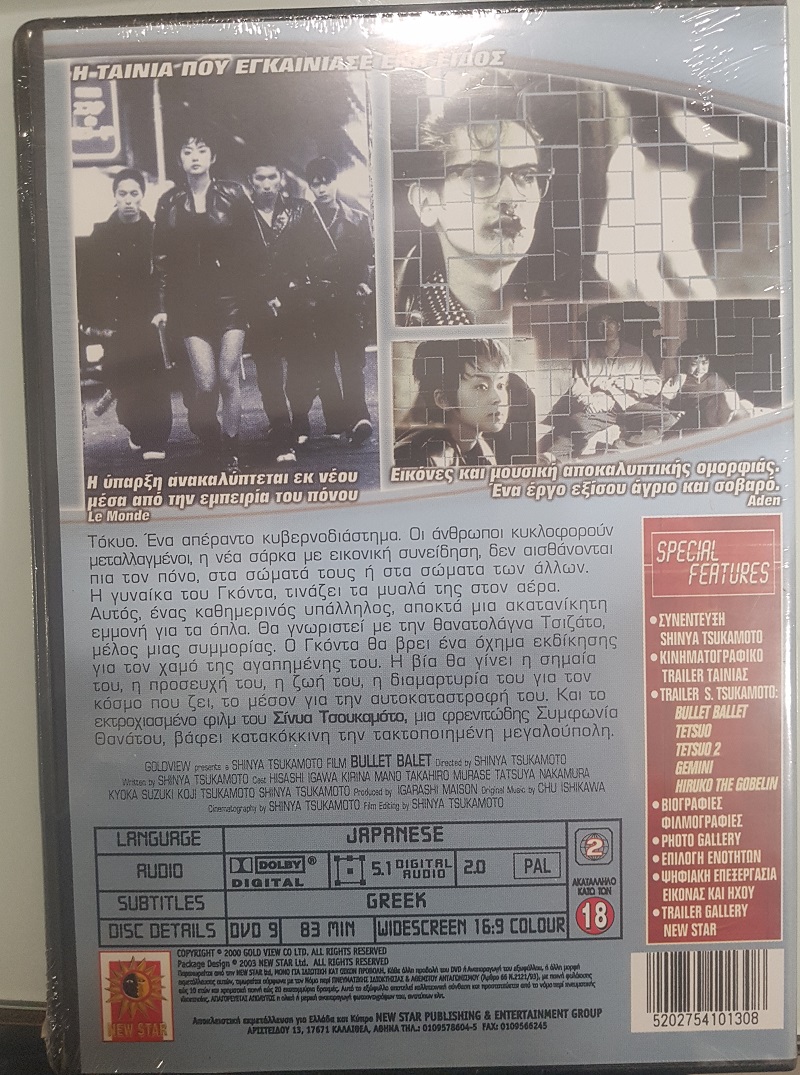 Η ΤΑΙΝΙΑ ΠΟΥ ΕΓΚΑΙΝΙΑΣΕ ΕΙΔΟΣ
Η ύπαρξη ανακαλύπτεται εκ νέου
μέσα από την εμπειρία του πόνου
Le Monde
Εικόνες και μουσική αποκαλυπτικής ομορφιάς.
Ένα έργο εξίσου άγριο και σοβαρό.
Aden
Τόκυο. Ένα απέραντο κυβερνοδιάστημα. Οι άνθρωποι κυκλοφορούν
μεταλλαγμένοι, η νέα σάρκα με εικονική συνείδηση, δεν αισθάνονται
πια τον πόνο, στα σώματά τους ή στα σώματα των άλλων.
Η γυναίκα του Γκόντα, τινάζει τα μυαλά της στον αέρα.
Αυτός, ένας καθημερινός υπάλληλος, αποκτά μια ακατανίκητη
εμμονή για τα όπλα. Θα γνωριστεί με την θανατολάγνα Τσιζάτο,
μέλος μιας συμμορίας. Ο Γκόντα θα βρει ένα όχημα εκδίκησης
για τον χαμό της αγαπημένης του. Η βία θα γίνει η σημαία
του, η προσευχή του, η ζωή του, η διαμαρτυρία του για τον
κόσμο που ζει, το μέσον για την αυτοκαταστροφή του. Και το
εκτροχιασμένο φιλμ του Σίνυα Τσουκαμότο, μια φρενιτώδης Συμφωνία
Θανάτου, βάφει κατακόκκινη την τακτοποιημένη μεγαλούπολη.
GOLDVIEW presents a SHINYA TSUKAMOTO FILM BULLET BALET Directed by SHINYA TSUKAMOTO
Written by SHINYA TSUKAMOTO Cast HISASHI IGAWA KIRINA MANO TAKAHIRO MURASE TATSUYA NAKAMURA
KYOKA SUZUKI KOJI TSUKAMOTO SHINYA TSUKAMOTO Produced by IGARASHI MAISON Original Music by CHU ISHIKAWA
Cinematography by SHINYA TSUKAMOTO Film Editing by SHINYA TSUKAMOTO
SPECIAL
FEATURES
•ΣΥΝΕΝΤΕΥΞΗ
SHINYA TSUKAMOTO
•ΚΙΝΗΜΑΤΟΓΡΑΦΙΚΟ
TRAILER ΤΑΙΝΙΑΣ
•TRAILER S. TSUKAMOTO:
BULLET BALLET
TETSUO
TETSUO 2
GEMINI
HIRUKO THE GOBELIN
•ΒΙΟΓΡΑΦΙΕΣ
ΦΙΛΜΟΓΡΑΦΙΕΣ
•PHOTO GALLERY
•ΕΠΙΛΟΓΗ ΕΝΟΤΗΤΩΝ
•ΨΗΦΙΑΚΗ ΕΠΕΞΕΡΓΑΣΙΑ
ΕΙΚΟΝΑΣ ΚΑΙ ΗΧΟΥ
•TRAILER GALLERY
NEW STAR
LANGUAGE JAPANESE
AUDIO DOLBY ® DIGITAL 5.1 DIGITAL AUDIO 2.0 PAL
SUBTITLES GREEK
DISC DETAILS DVD 9 83 MIN WIDESCREEN 16:9 COLOUR
2
ΑΚΑΤΑΛΛΗΛΟ
ΚΑΤΩ ΤΩΝ
18
NEW STAR
COPYRIGHT © 2000 GOLD VIEW CO LTD. ALL RIGHTS RESERVED
Package Design © 2003 NEW STAR Ltd. ALL RIGHTS RESERVED
Αποκλειστική εκμετάλλευση για Ελλάδα και Κύπρο NEW STAR PUBLISHING & ENTERTAINMENT GROUP
ΑΡΙΣΤΕΙΔΟΥ 13, 17671 ΚΑΛΛΙΘΕΑ, ΑΘΗΝΑ ΤΗΛ.: 0109578604-5 FAX: 0109566245
5202754101308